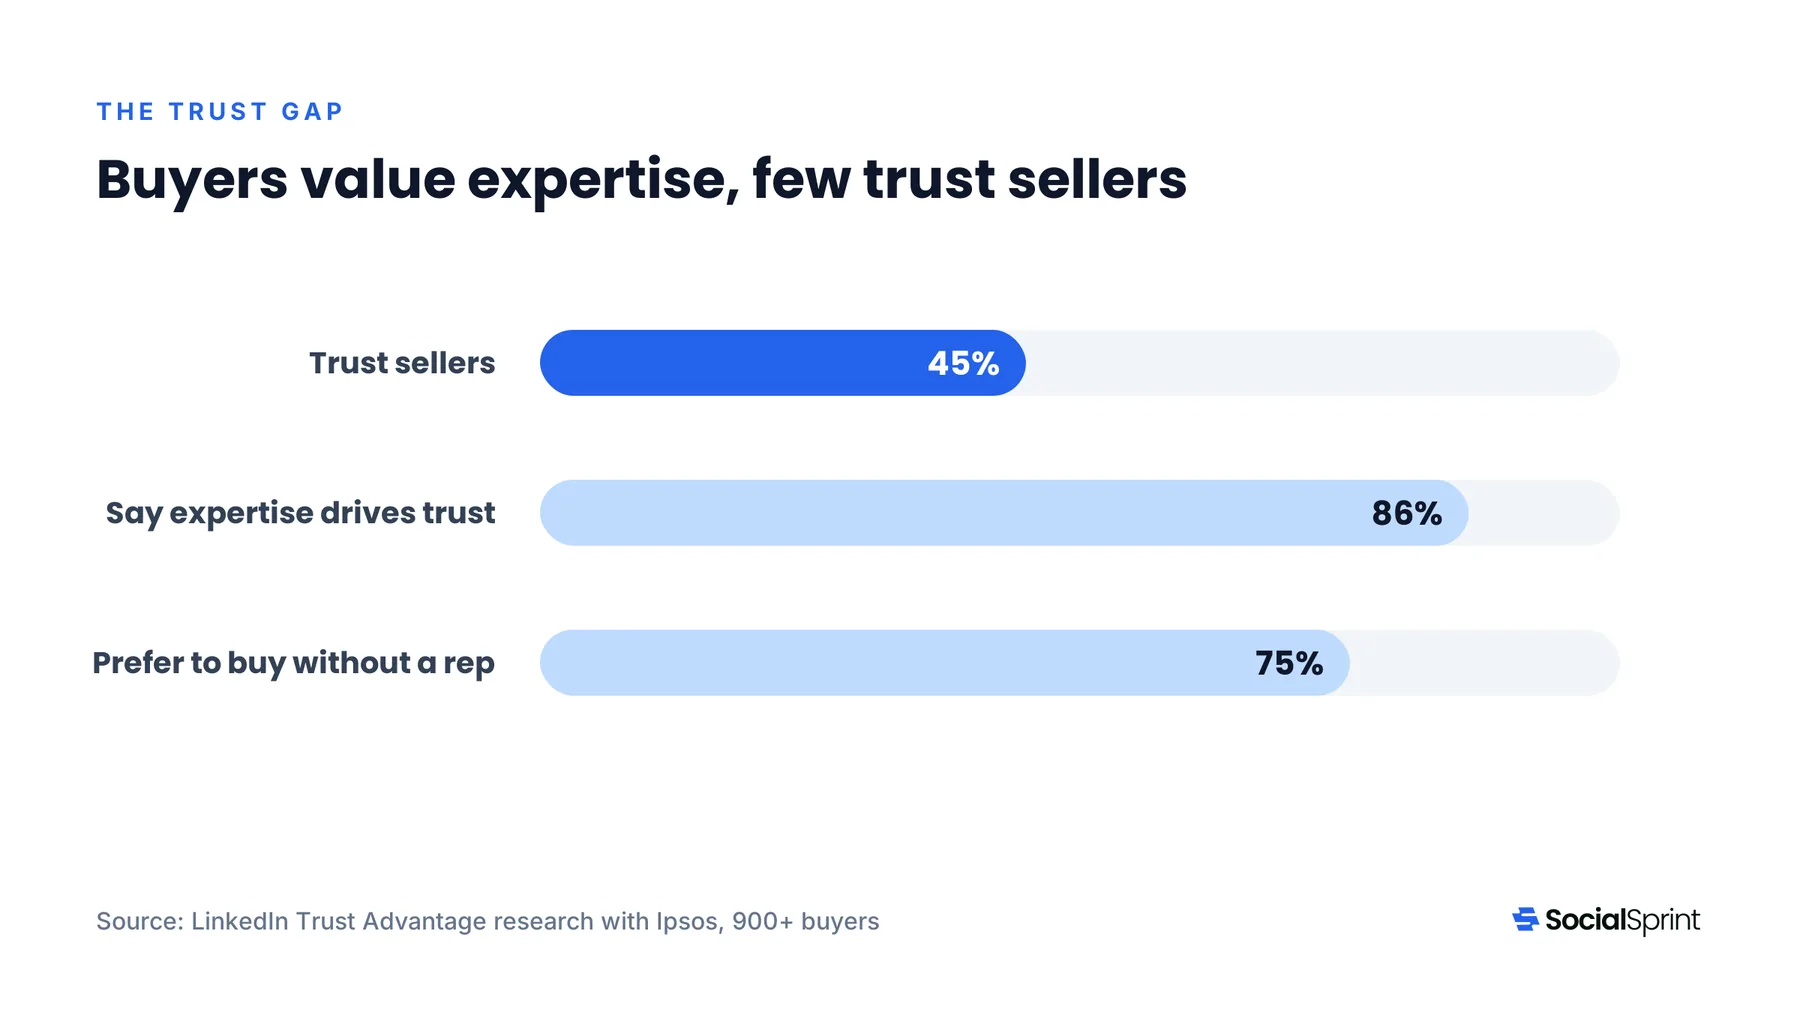 THE TRUST GAP
Buyers value expertise, few trust sellers
Trust sellers
45%
Say expertise drives trust
86%
Prefer to buy without a rep
75%
Source: LinkedIn Trust Advantage research with Ipsos, 900+ buyers
SocialSprint